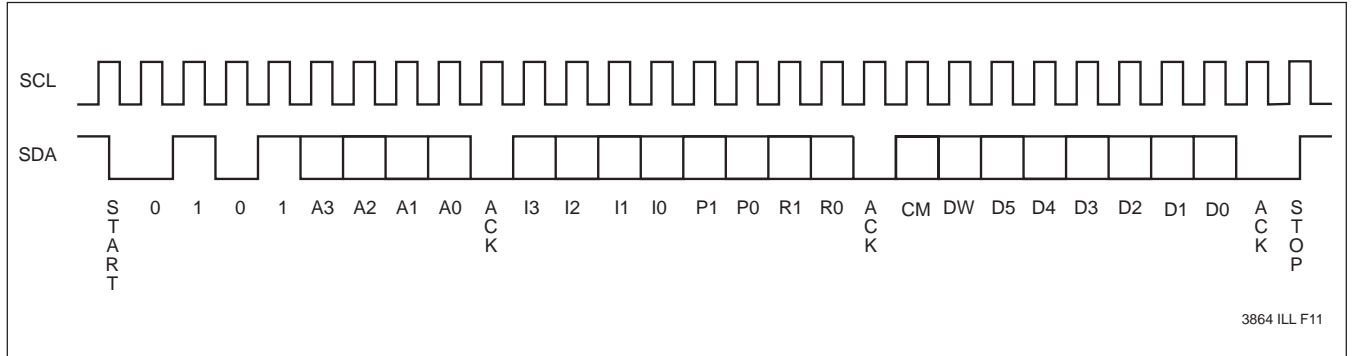 SCL
SDA
START 0 1 0 1 A3 A2 A1 A0 ACK I3 I2 I1 I0 P1 P0 R1 R0 ACK CM DW D5 D4 D3 D2 D1 D0 ACK STOP
3864 ILL F11